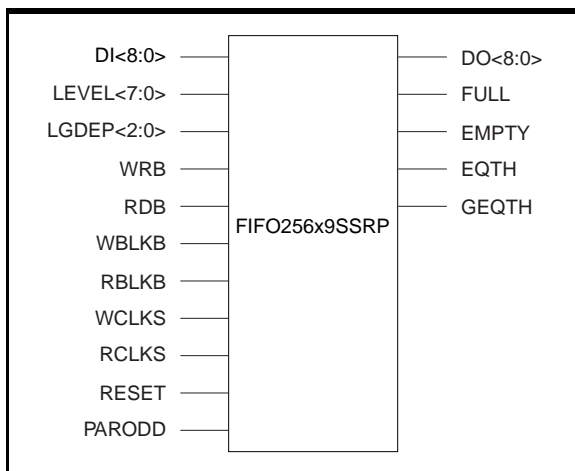 DI<8:0>
LEVEL<7:0>
LGDEP<2:0>
WRB
RDB
WBLKB
RBLKB
WCLKS
RCLKS
RESET
PARODD
FIFO256x9SSRP
DO<8:0>
FULL
EMPTY
EQTH
GEQTH